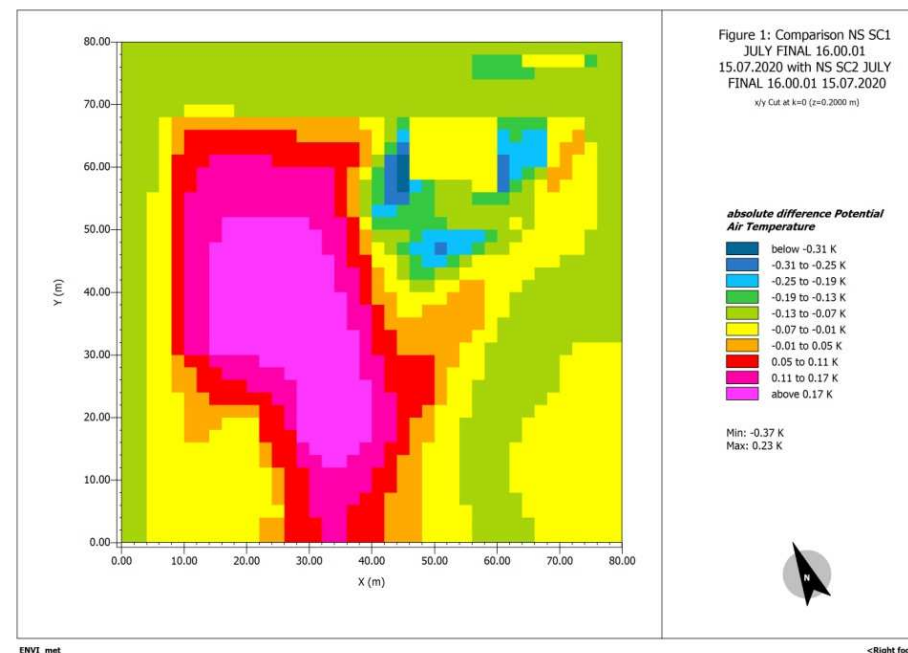 Figure 1: Comparison NS SC1
JULY FINAL 16.00.01
15.07.2020 with NS SC2 JULY
FINAL 16.00.01 15.07.2020
x/y Cut at k=0 (z=0.2000 m)
80.00
70.00
60.00
50.00
40.00
30.00
20.00
10.00
0.00
Y (m)
0.00 10.00 20.00 30.00 40.00 50.00 60.00 70.00 80.00
X (m)
absolute difference Potential
Air Temperature
below -0.31 K
-0.31 to -0.25 K
-0.25 to -0.19 K
-0.19 to -0.13 K
-0.13 to -0.07 K
-0.07 to -0.01 K
-0.01 to 0.05 K
0.05 to 0.11 K
0.11 to 0.17 K
above 0.17 K
Min: -0.37 K
Max: 0.23 K
N
ENVI_met
<Right foo